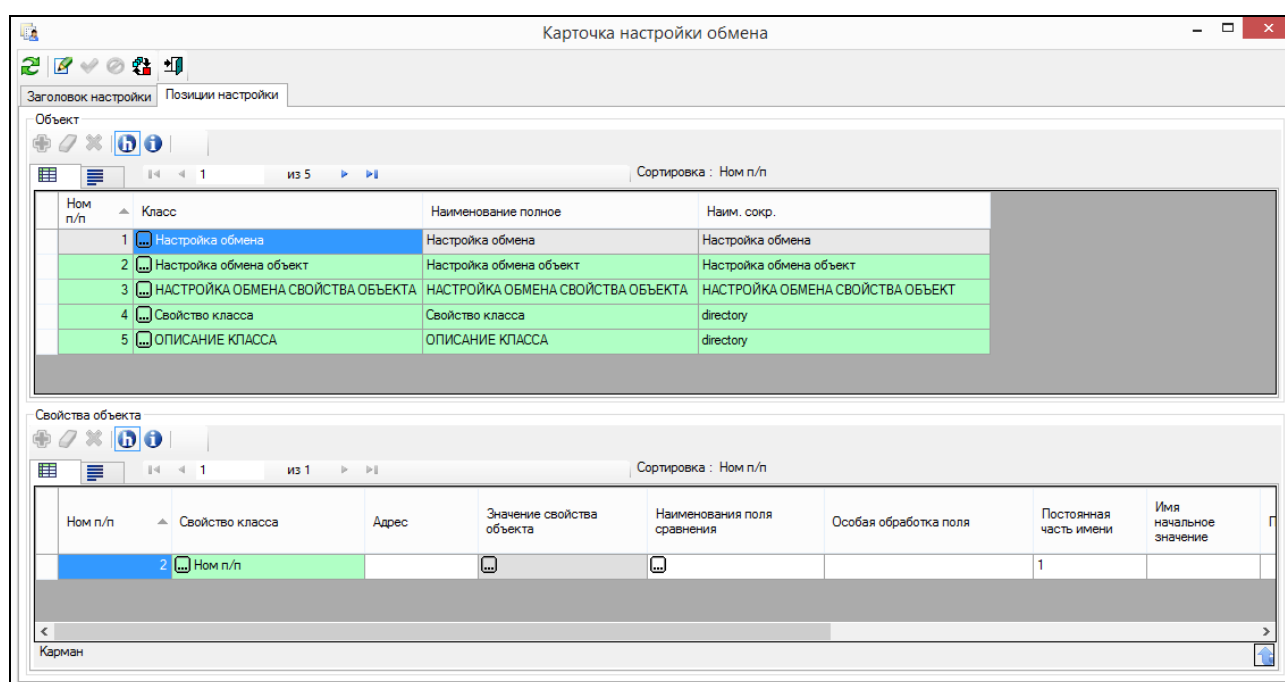 Карточка настройки обмена
Заголовок настройки Позиции настройки
Объект
1 из 5 Сортировка : Ном п/п
Ном п/п Класс Наименование полное Наим. сокр.
1 ... Настройка обмена Настройка обмена Настройка обмена
2 ... Настройка обмена объект Настройка обмена объект Настройка обмена объект
3 ... НАСТРОЙКА ОБМЕНА СВОЙСТВА ОБЪЕКТА НАСТРОЙКА ОБМЕНА СВОЙСТВА ОБЪЕКТА НАСТРОЙКА ОБМЕНА СВОЙСТВА ОБЪЕКТ
4 ... Свойство класса Свойство класса directory
5 ... ОПИСАНИЕ КЛАССА ОПИСАНИЕ КЛАССА directory
Свойства объекта
1 из 1 Сортировка : Ном п/п
Ном п/п Свойство класса Адрес Значение свойства объекта Наименования поля сравнения Особая обработка поля Постоянная часть имени Имя начальное значение
2 ... Ном п/п ... ... 1
Карман